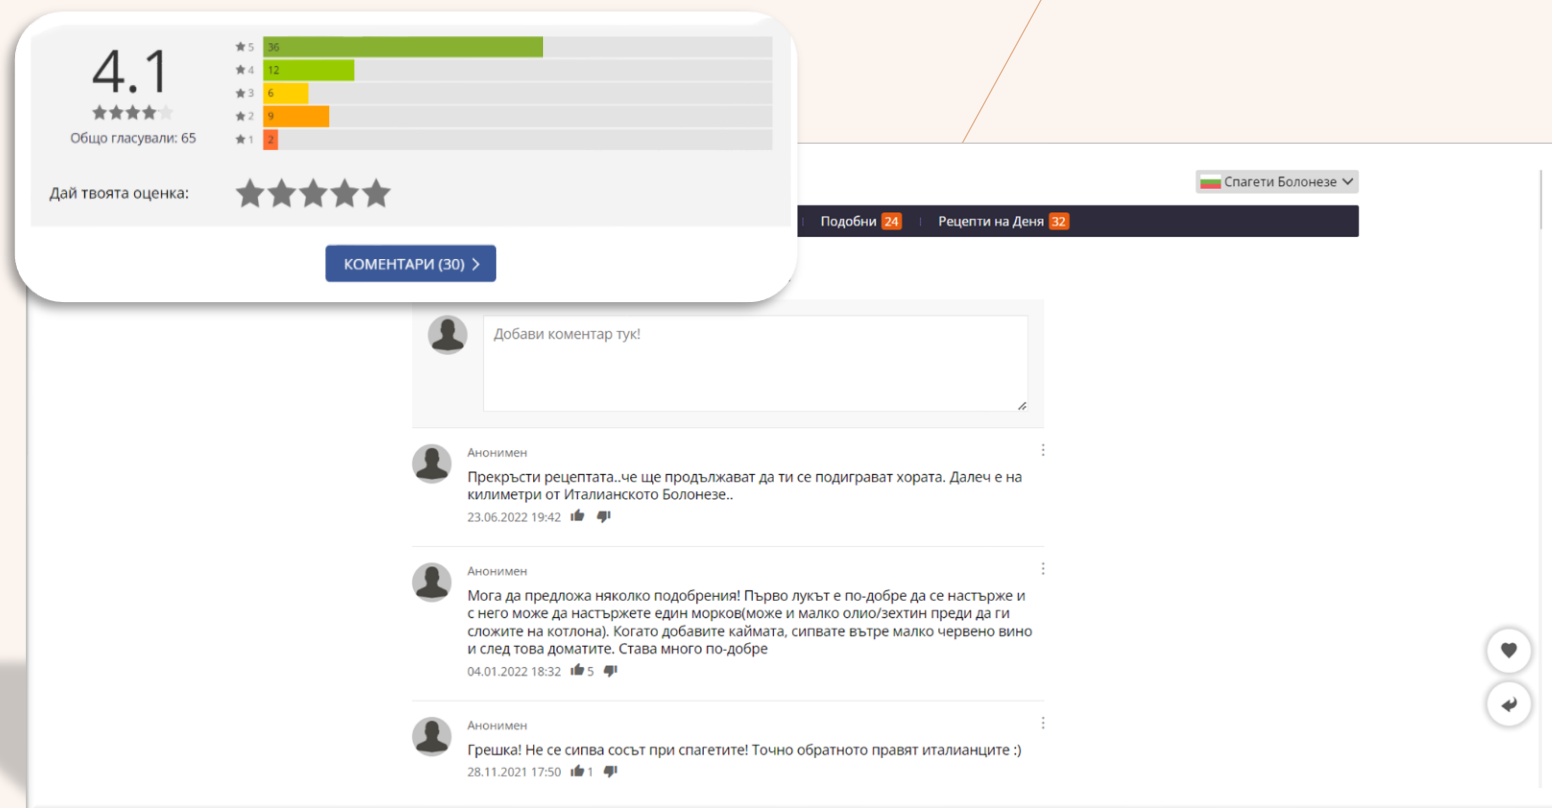 4.1
Общо гласували: 65
5 36
4 12
3 6
2 9
1 2
Дай твоята оценка:
КОМЕНТАРИ (30)
Спагети Болонезе
Подобни 24 Рецепти на Деня 32
Добави коментар тук!
Анонимен
Прекръсти рецептата..че ще продължават да ти се подиграват хората. Далеч е на
километри от Италианското Болонезе..
23.06.2022 19:42
Анонимен
Мога да предложа няколко подобрения! Първо лукът е по-добре да се настърже и
с него може да настържете един морков(може и малко олио/зехтин преди да ги
сложите на котлона). Когато добавите каймата, сипвате вътре малко червено вино
и след това доматите. Става много по-добре
04.01.2022 18:32 5
Анонимен
Грешка! Не се сипва сосът при спагетите! Точно обратното правят италианците :)
28.11.2021 17:50 1